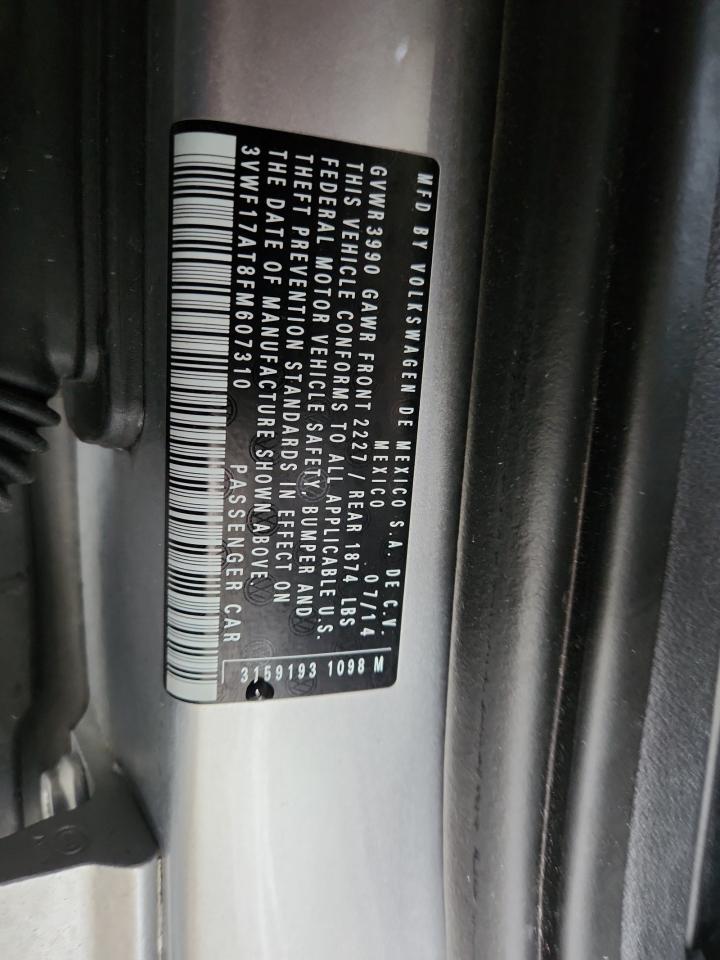 MFD BY VOLKSWAGEN DE MEXICO S.A. DE C.V.
MEXICO 07/14
GVWR3990 GAWR FRONT 2227 / REAR 1874 LBS
THIS VEHICLE CONFORMS TO ALL APPLICABLE U.S.
FEDERAL MOTOR VEHICLE SAFETY, BUMPER AND
THEFT PREVENTION STANDARDS IN EFFECT ON
THE DATE OF MANUFACTURE SHOWN ABOVE.
3VWF17AT8FM607310 PASSENGER CAR
3159193 1098 M